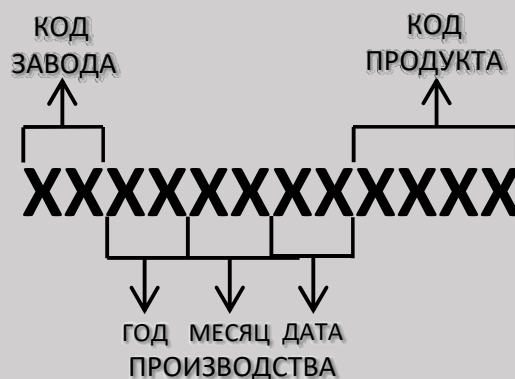 КОД
ЗАВОДА
КОД
ПРОДУКТА
XXXXXXXXXXXX
ГОД МЕСЯЦ ДАТА
ПРОИЗВОДСТВА